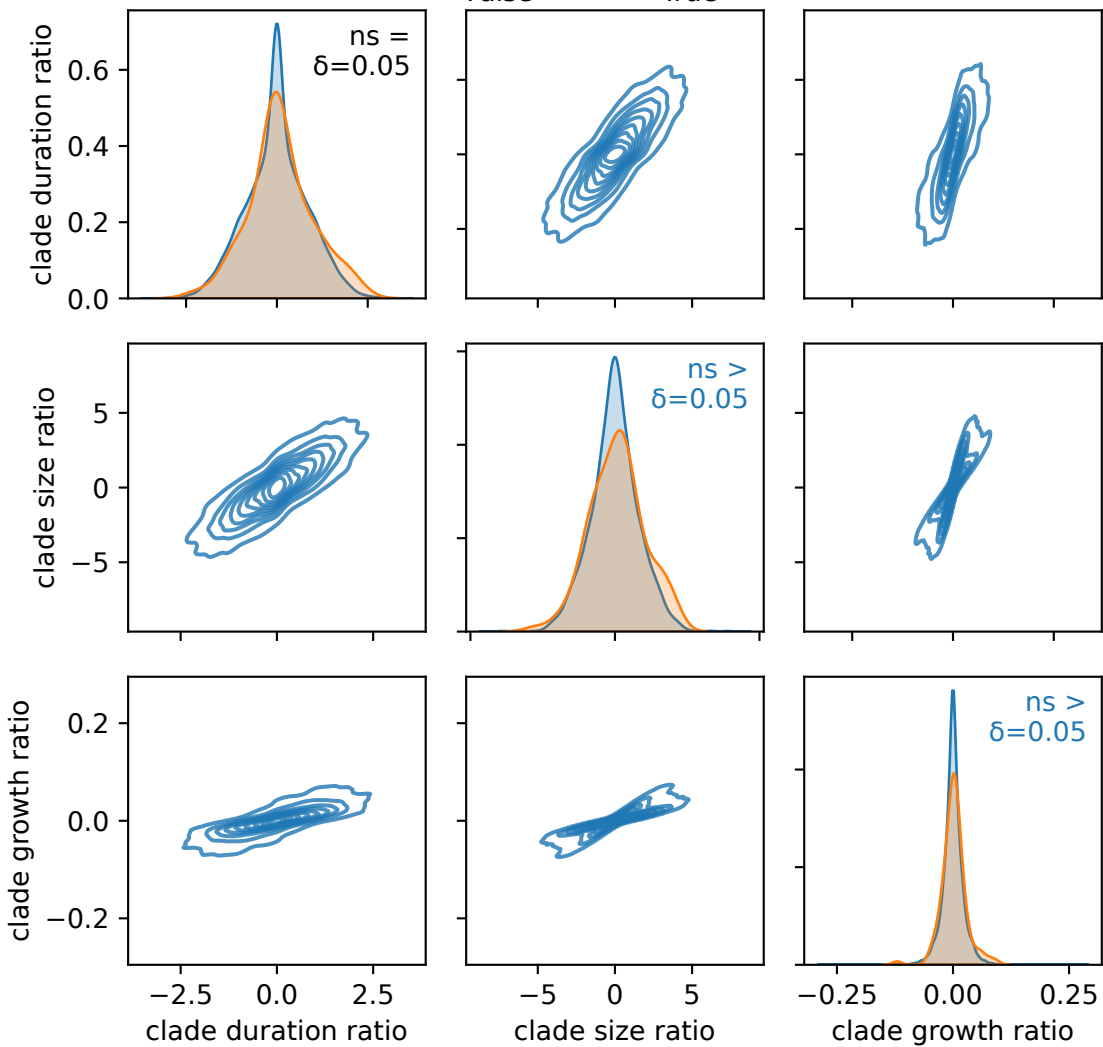 clade duration ratio
0.6
0.4
0.2
0.0
ns =
δ=0.05
clade size ratio
5
0
−5
ns >
δ=0.05
clade growth ratio
0.2
0.0
−0.2
ns >
δ=0.05
−2.5 0.0 2.5
−5 0 5
−0.25 0.00 0.25
clade duration ratio
clade size ratio
clade growth ratio